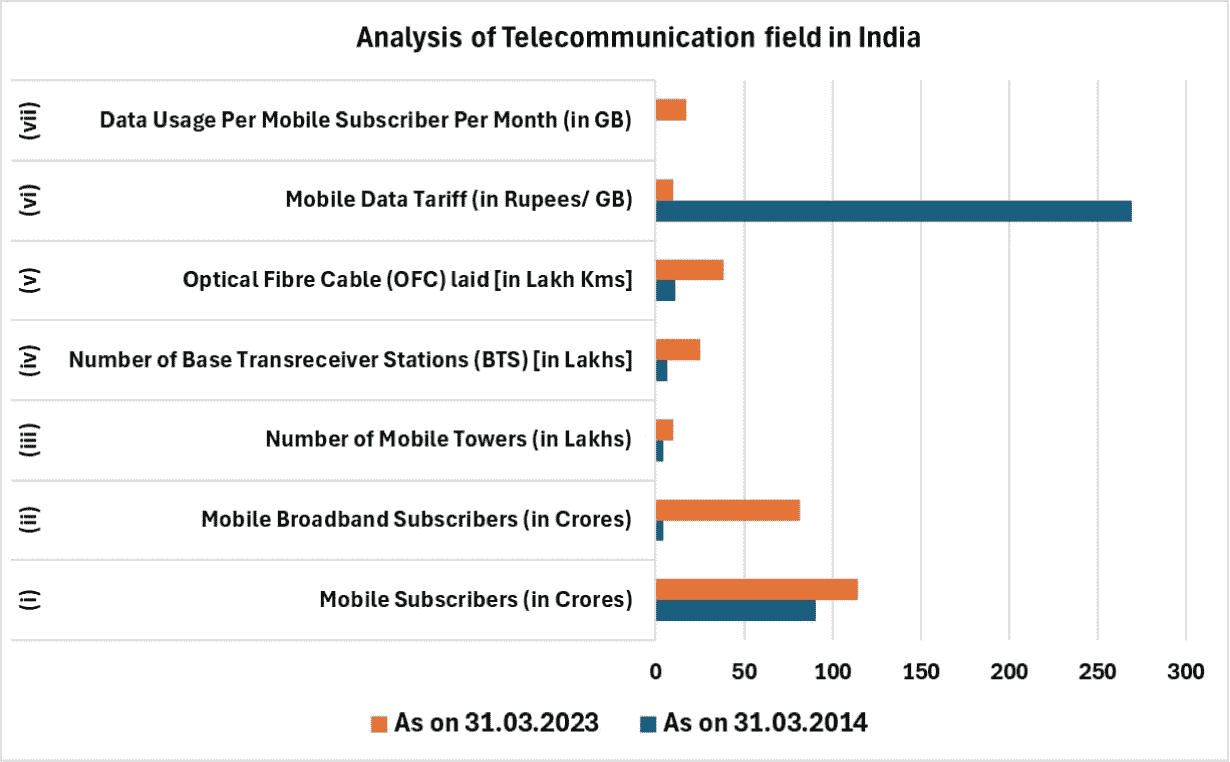 Analysis of Telecommunication field in India
(vii) Data Usage Per Mobile Subscriber Per Month (in GB)
(vi) Mobile Data Tariff (in Rupees/ GB)
(v) Optical Fibre Cable (OFC) laid [in Lakh Kms]
(iv) Number of Base Transreceiver Stations (BTS) [in Lakhs]
(iii) Number of Mobile Towers (in Lakhs)
(ii) Mobile Broadband Subscribers (in Crores)
(i) Mobile Subscribers (in Crores)
0 50 100 150 200 250 300
As on 31.03.2023 As on 31.03.2014